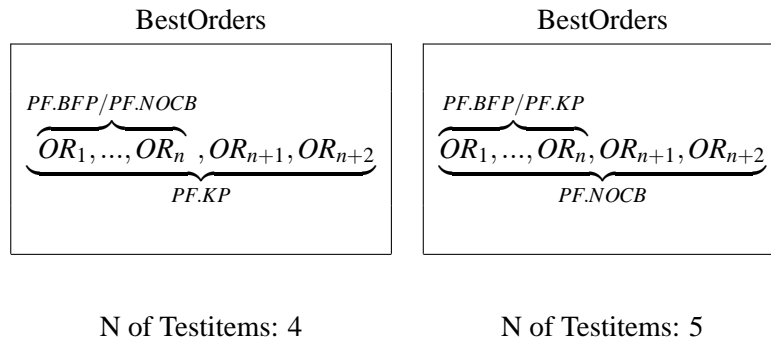 BestOrders
PF.BFP/PF.NOCB
OR1,...,ORn ,ORn+1,ORn+2
PF.KP
N of Testitems: 4
BestOrders
PF.BFP/PF.KP
OR1,...,ORn,ORn+1,ORn+2
PF.NOCB
N of Testitems: 5